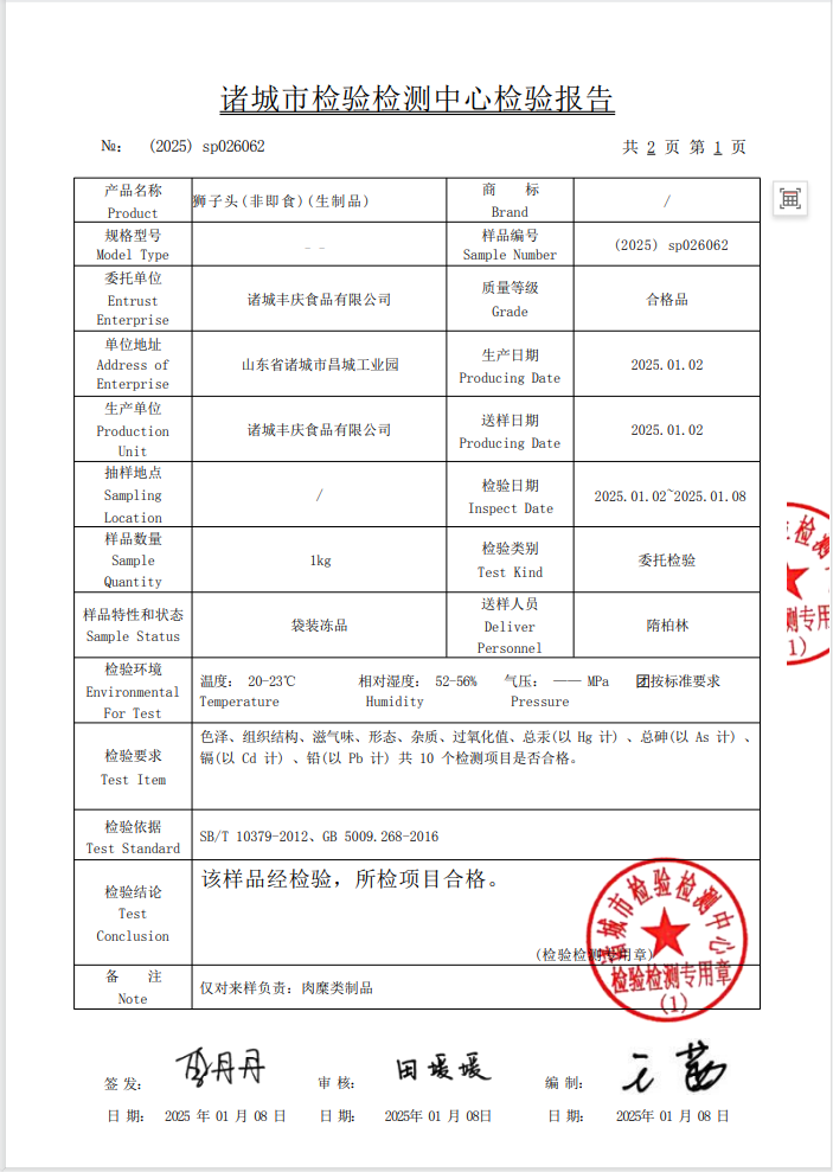 诸城市检验检测中心检验报告
№： (2025) sp026062 共 2 页 第 1 页
产品名称 Product 狮子头(非即食)(生制品) 商 标 Brand /
规格型号 Model Type — — 样品编号 Sample Number (2025) sp026062
委托单位 Entrust Enterprise 诸城丰庆食品有限公司 质量等级 Grade 合格品
单位地址 Address of Enterprise 山东省诸城市昌城工业园 生产日期 Producing Date 2025.01.02
生产单位 Production Unit 诸城丰庆食品有限公司 送样日期 Producing Date 2025.01.02
抽样地点 Sampling Location / 检验日期 Inspect Date 2025.01.02~2025.01.08
样品数量 Sample Quantity 1kg 检验类别 Test Kind 委托检验
样品特性和状态 Sample Status 袋装冻品 送样人员 Deliver Personnel 隋柏林
检验环境 Environmental For Test
温度： 20-23℃ 相对湿度： 52-56% 气压： —— MPa 团按标准要求
Temperature Humidity Pressure
检验要求 Test Item
色泽、组织结构、滋气味、形态、杂质、过氧化值、总汞(以 Hg 计) 、总砷(以 As 计) 、
镉(以 Cd 计) 、铅(以 Pb 计) 共 10 个检测项目是否合格。
检验依据 Test Standard SB/T 10379-2012、GB 5009.268-2016
检验结论 Test Conclusion 该样品经检验，所检项目合格。
(检验检测专用章)
诸城市检验检测中心
检验检测专用章
(1)
备 注 Note 仅对来样负责：肉糜类制品
签发： 李丹丹 审核： 田媛媛 编制：
日 期： 2025 年 01 月 08 日 日 期： 2025年 01 月 08日 日 期： 2025年 01 月 08 日
检验检
测专用
1)